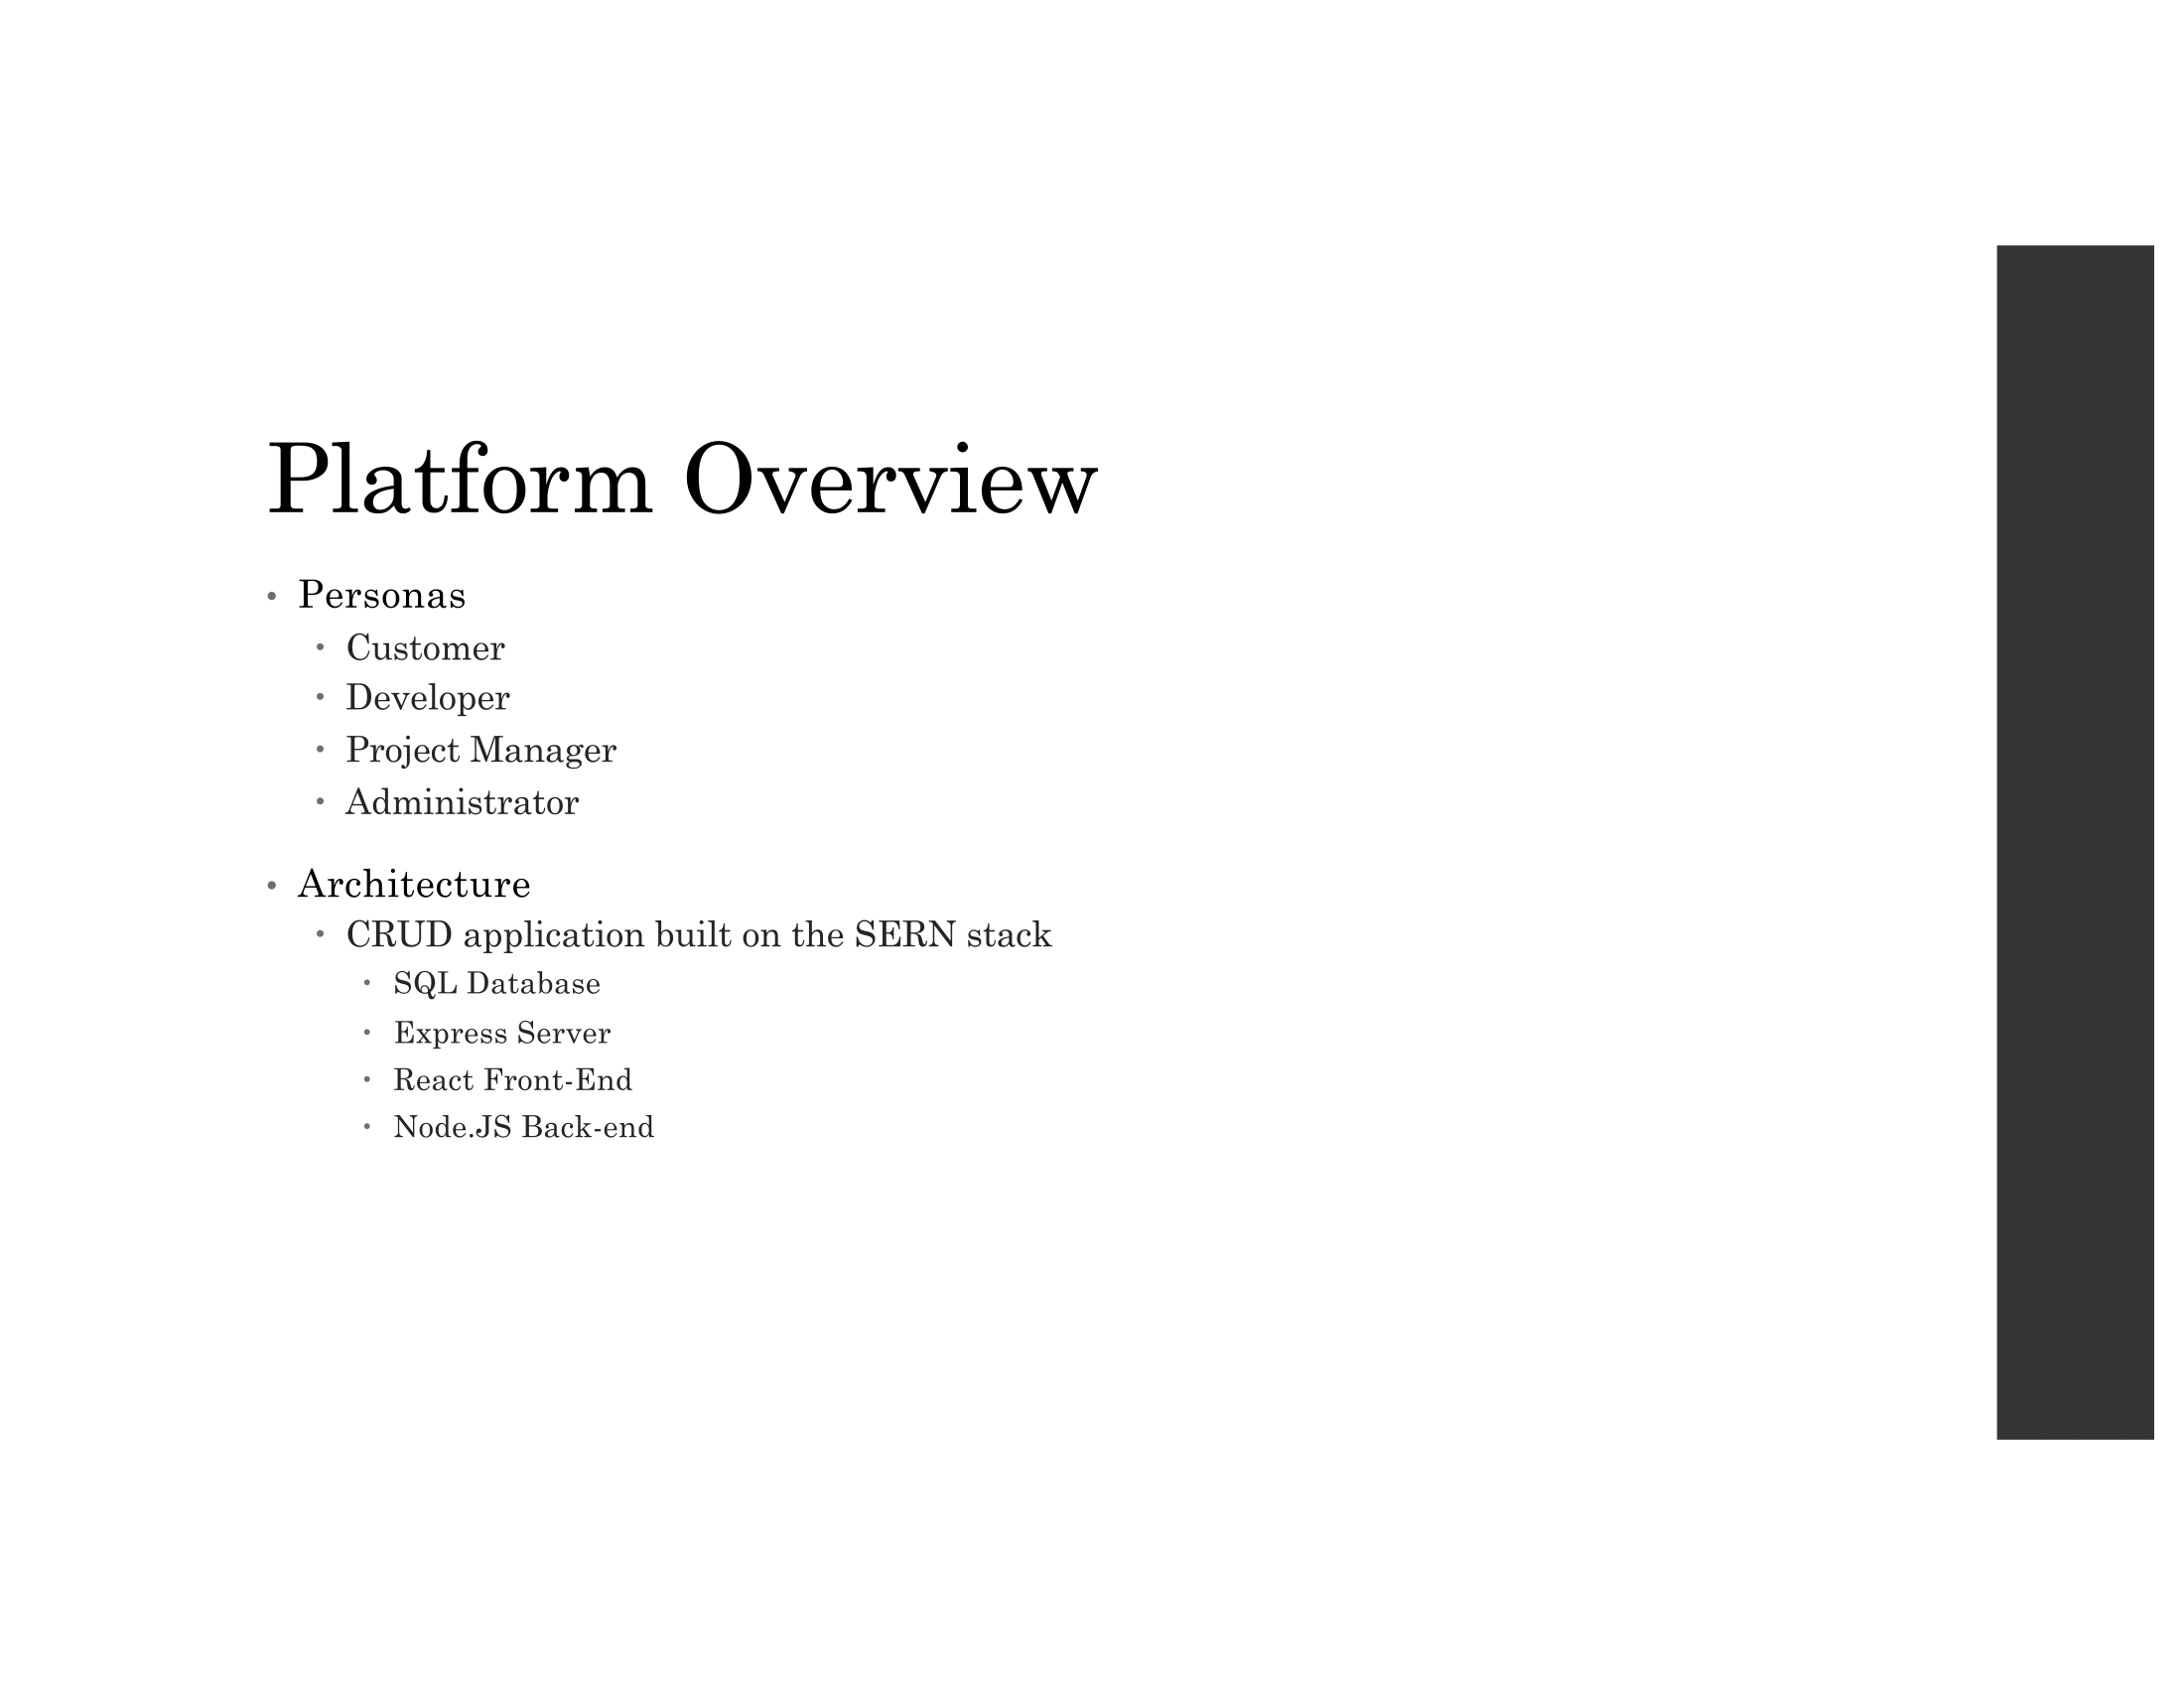 Platform Overview
• Personas
• Customer
• Developer
• Project Manager
• Administrator
• Architecture
• CRUD application built on the SERN stack
• SQL Database
• Express Server
• React Front-End
• Node.JS Back-end